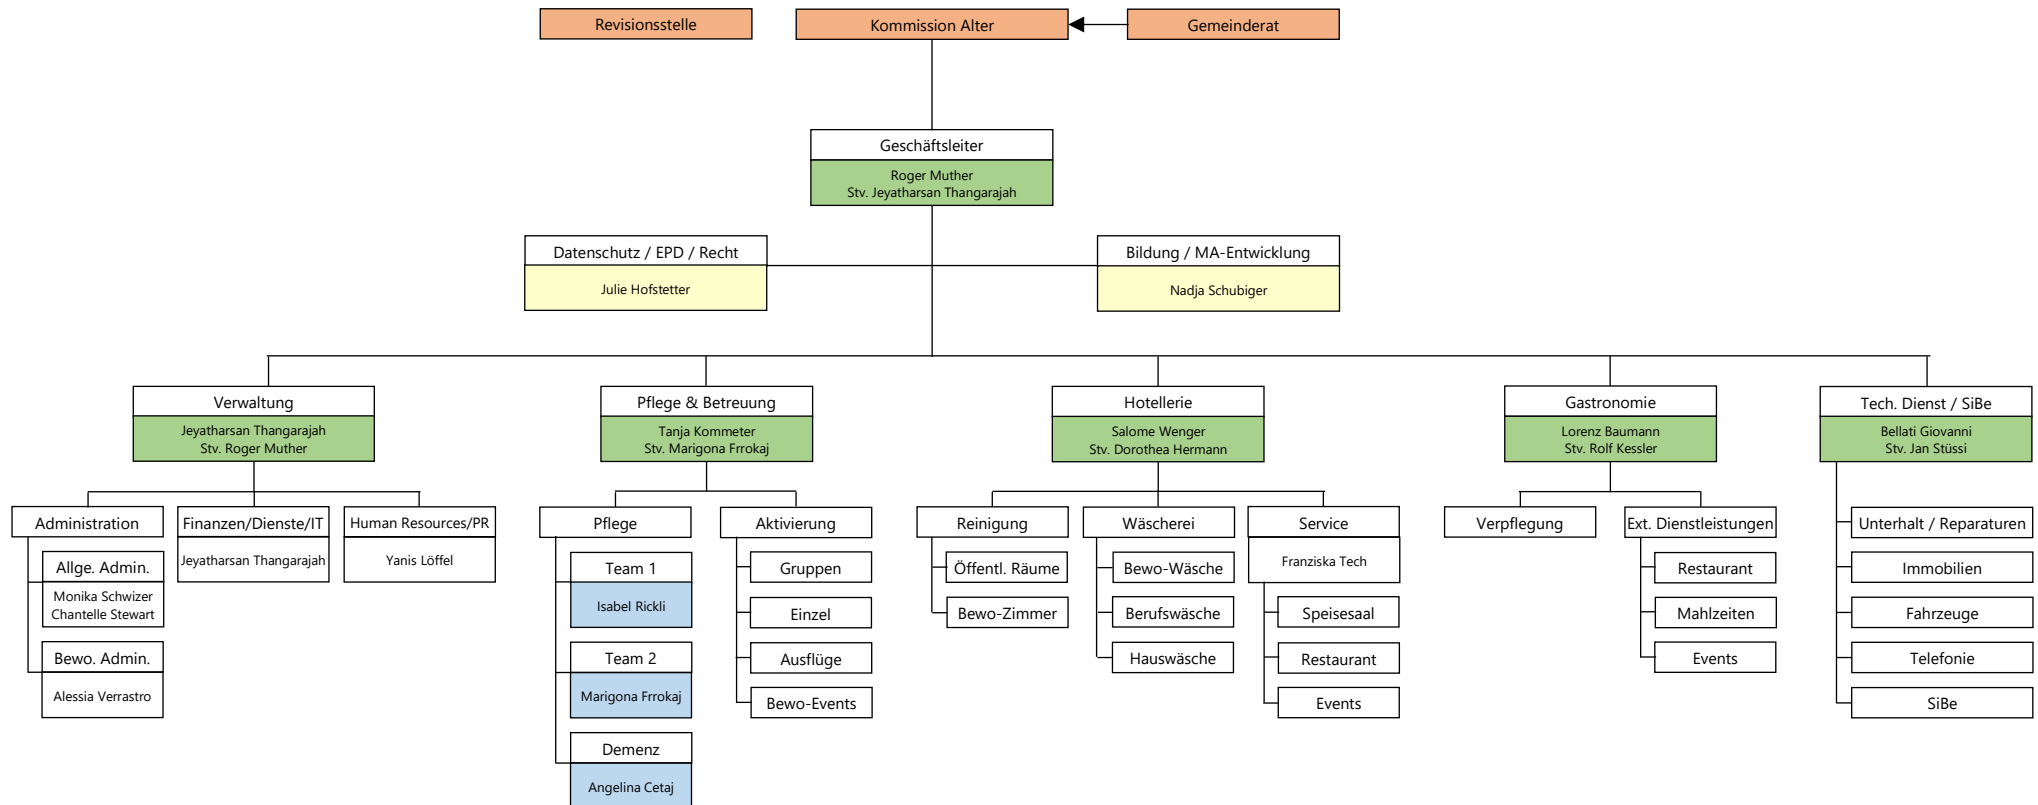 Revisionsstelle
Kommission Alter
Gemeinderat
Geschäftsleiter
Roger Muther
Stv. Jeyatharsan Thangarajah
Datenschutz / EPD / Recht
Julie Hofstetter
Bildung / MA-Entwicklung
Nadja Schubiger
Verwaltung
Jeyatharsan Thangarajah
Stv. Roger Muther
Pflege & Betreuung
Tanja Kommeter
Stv. Marigona Frrokaj
Hotellerie
Salome Wenger
Stv. Dorothea Hermann
Gastronomie
Lorenz Baumann
Stv. Rolf Kessler
Tech. Dienst / SiBe
Bellati Giovanni
Stv. Jan Stüssi
Administration
Allge. Admin.
Monika Schwizer
Chantelle Stewart
Bewo. Admin.
Alessia Verrastro
Finanzen/Dienste/IT
Jeyatharsan Thangarajah
Human Resources/PR
Yanis Löffel
Pflege
Team 1
Isabel Rickli
Team 2
Marigona Frrokaj
Demenz
Angelina Cetaj
Aktivierung
Gruppen
Einzel
Ausflüge
Bewo-Events
Reinigung
Öffentl. Räume
Bewo-Zimmer
Wäscherei
Bewo-Wäsche
Berufswäsche
Hauswäsche
Service
Franziska Tech
Speisesaal
Restaurant
Events
Verpflegung
Ext. Dienstleistungen
Restaurant
Mahlzeiten
Events
Unterhalt / Reparaturen
Immobilien
Fahrzeuge
Telefonie
SiBe